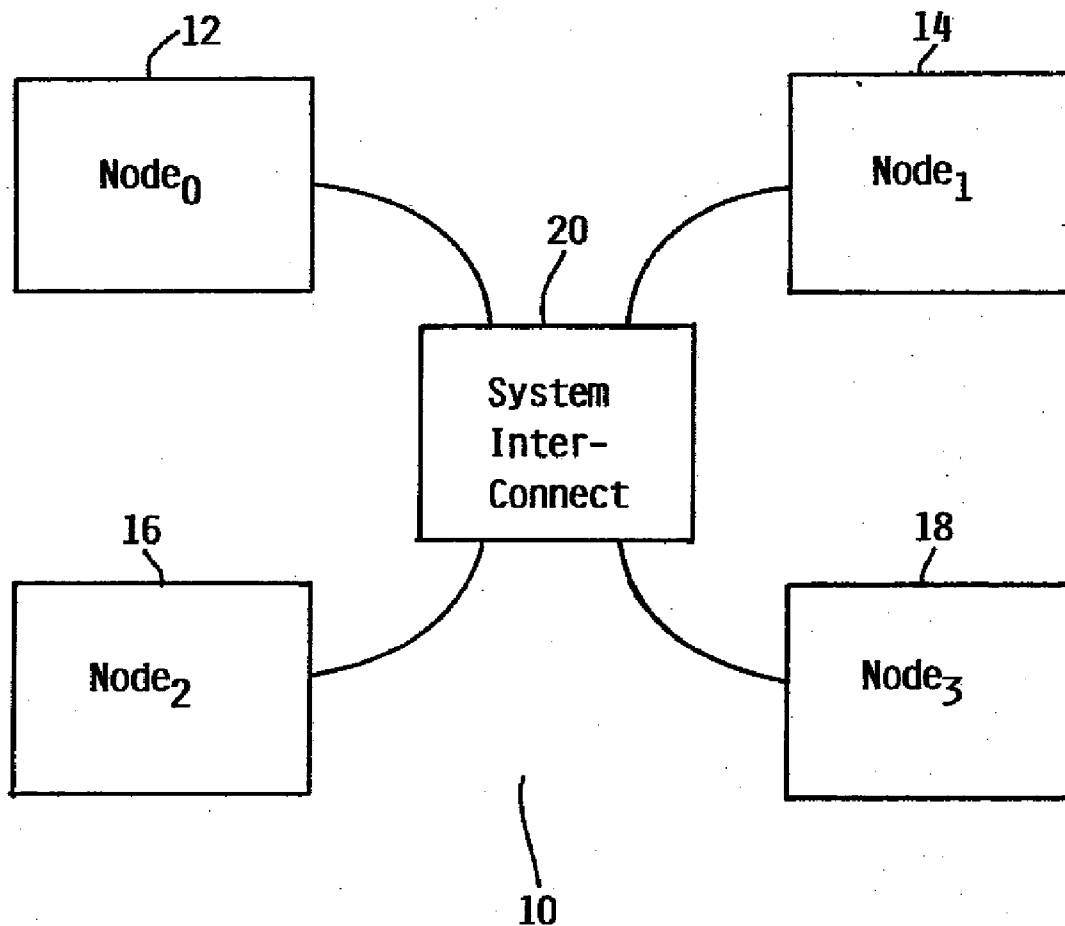 12
14
Node0
Node1
20
System
Inter-
Connect
16
18
Node2
Node3
10